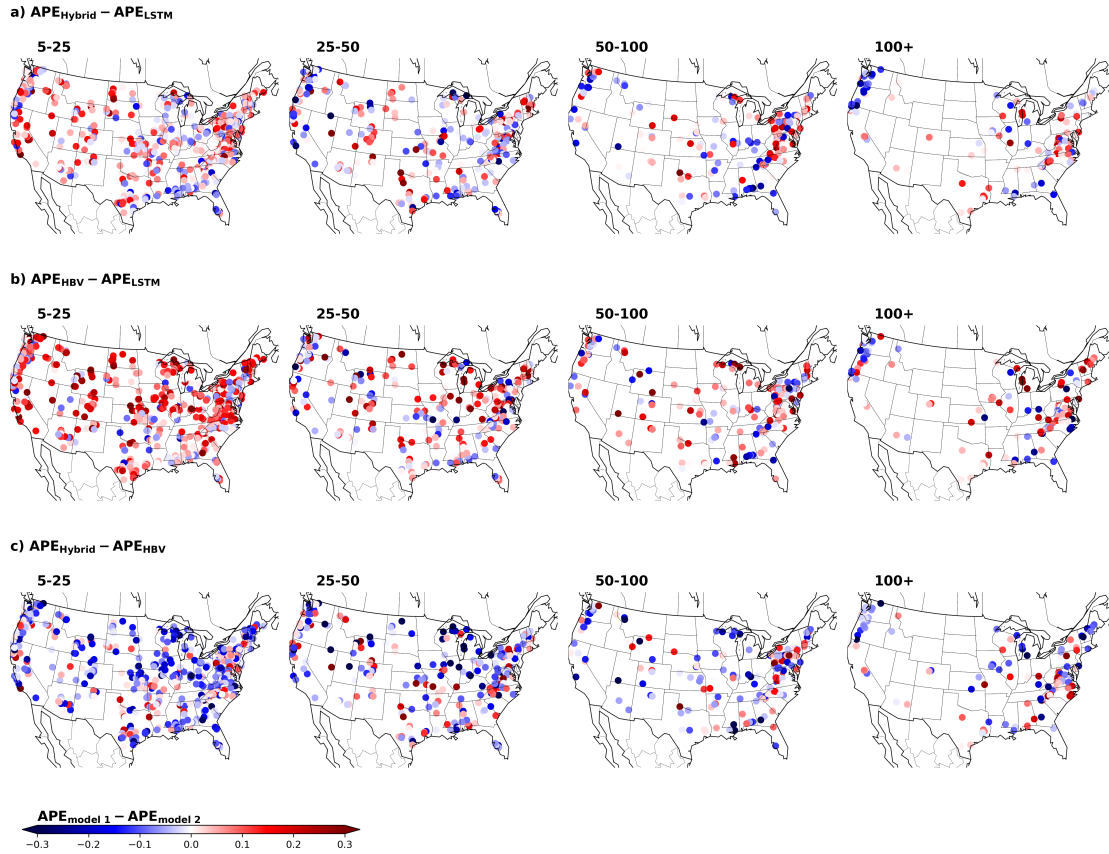 a) APE_Hybrid − APE_LSTM
5-25 25-50 50-100 100+
b) APE_HBV − APE_LSTM
5-25 25-50 50-100 100+
c) APE_Hybrid − APE_HBV
5-25 25-50 50-100 100+
APE_model 1 − APE_model 2
−0.3 −0.2 −0.1 0.0 0.1 0.2 0.3